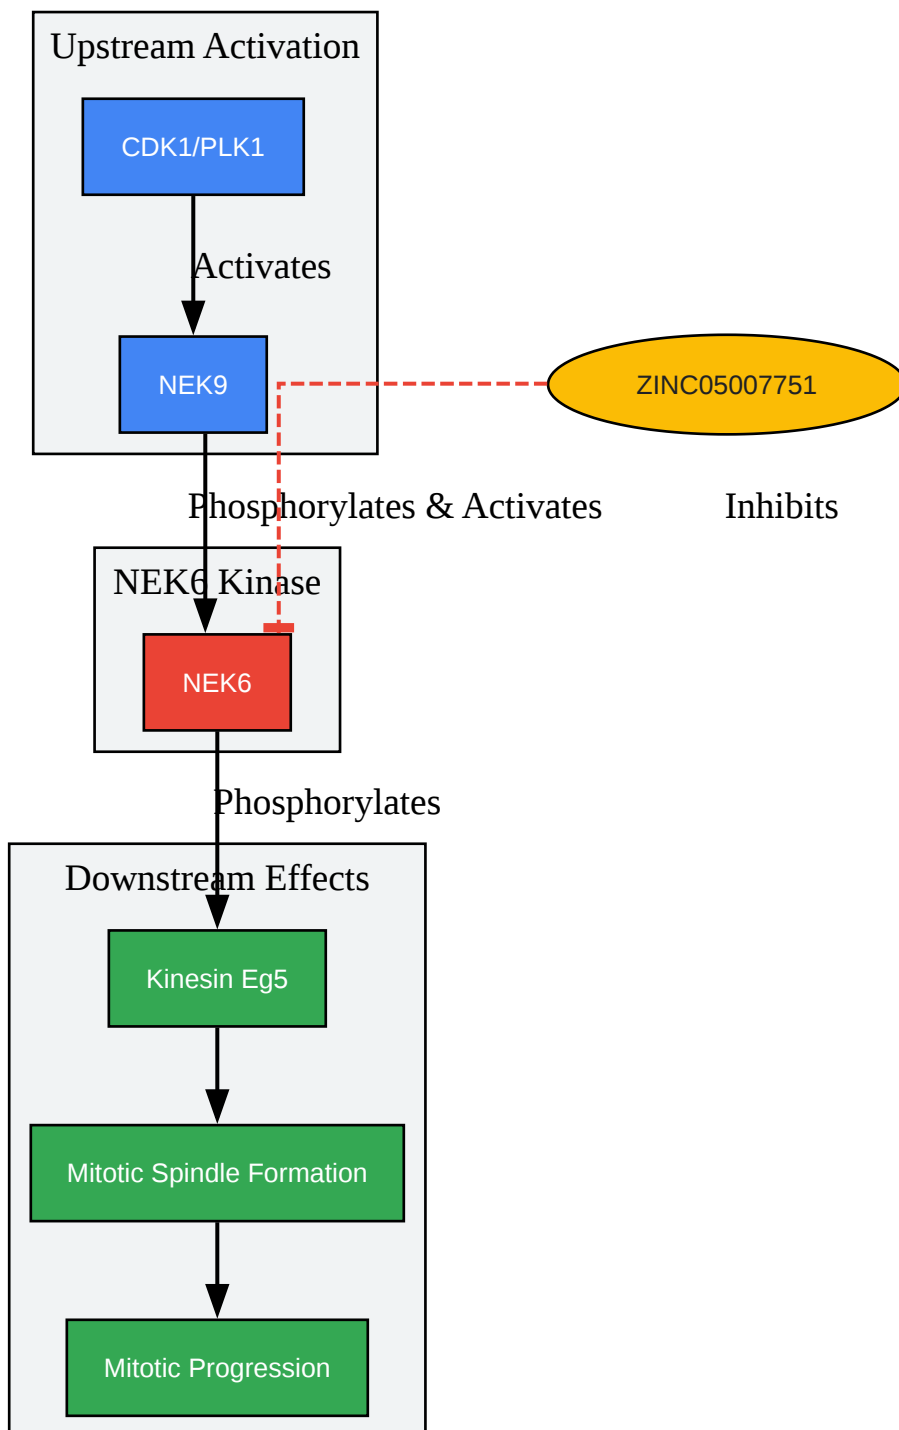 Upstream Activation
CDK1/PLK1
Activates
NEK9
ZINC05007751
Phosphorylates & Activates
Inhibits
NEK6 Kinase
NEK6
Phosphorylates
Downstream Effects
Kinesin Eg5
Mitotic Spindle Formation
Mitotic Progression